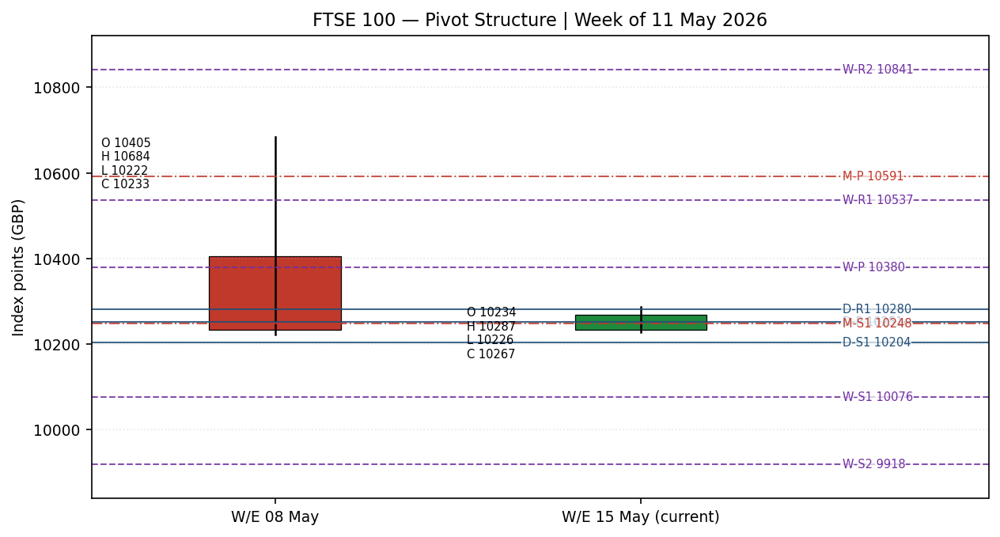 FTSE 100 — Pivot Structure | Week of 11 May 2026
Index points (GBP)
10800
10600
10400
10200
10000
O 10405
H 10684
L 10222
C 10233
O 10234
H 10287
L 10226
C 10267
W-R2 10841
M-P 10591
W-R1 10537
W-P 10380
D-R1 10280
M-S1 10248
D-S1 10204
W-S1 10076
W-S2 9918
W/E 08 May
W/E 15 May (current)